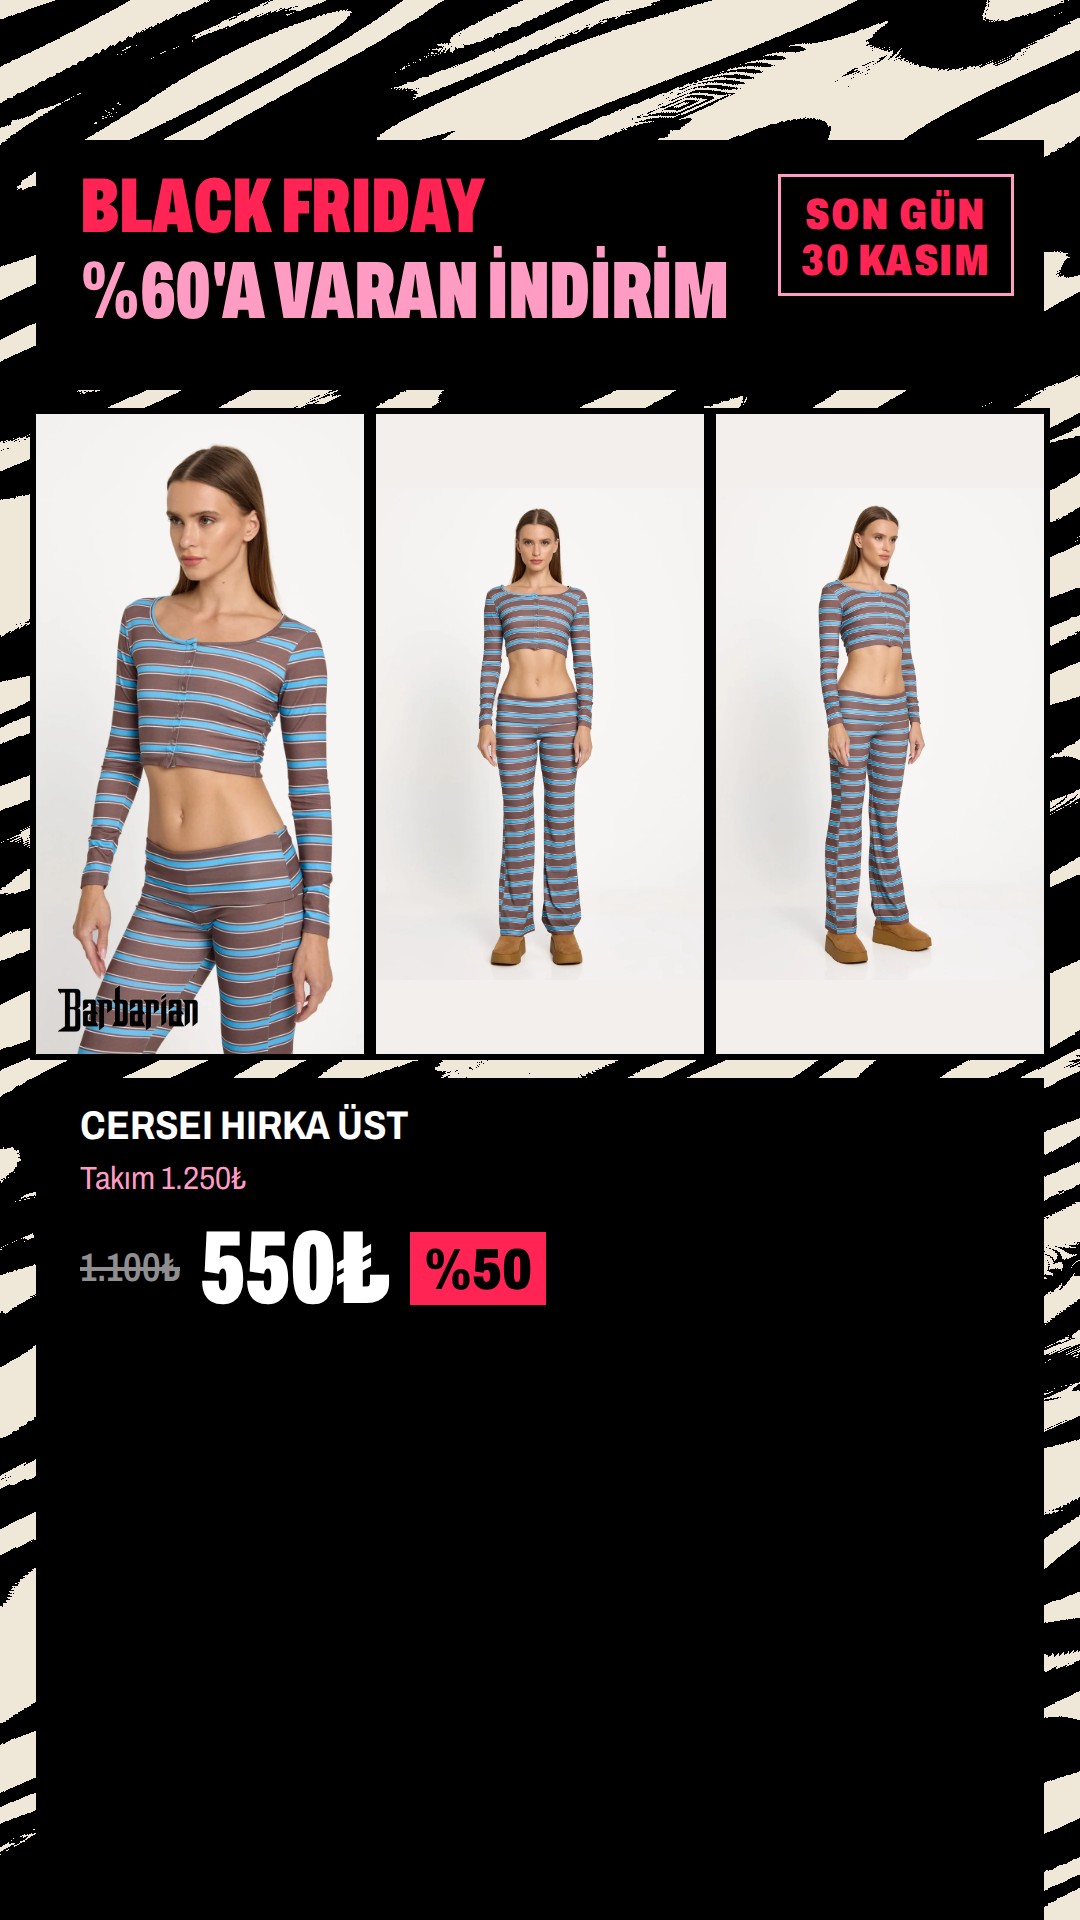 BLACK FRIDAY
%60'A VARAN İNDİRİM
SON GÜN
30 KASIM
Barbarian
CERSEI HIRKA ÜST
Takım 1.250₺
1.100₺ 550₺ %50